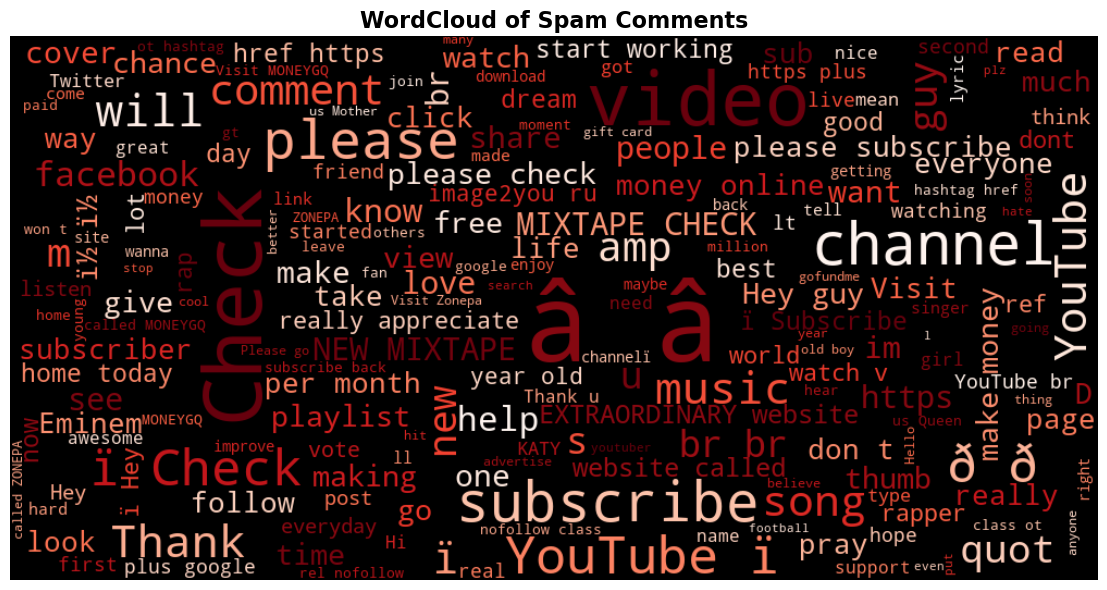 WordCloud of Spam Comments
cover
ot hashtag
href https
many
start working
sub
nice
second
read
chance
Visit MONEYGQ
watch
got
https plus
plz
much
Twitter
come
paid
will
comment
join
br
download
dream
video
live
mean
guy
lyric
think
us Mother
click
moment
gift card
good
way
great
gt
day
please
share
people
please subscribe
dont
facebook
friend
made
please check
everyone
getting
money
link
image2you ru
money online
want
hashtag href
soon
YouTube
ï½ ï½
lot
Check
ZONEPA
know
free
MIXTAPE CHECK
back
lt
tell
watching
hate
won t
site
better
started
others
m
wanna
leave
life
amp
million
channel
stop
rap
view
google
enjoy
best
make
fan
listen
cool
love
search
â â
need
maybe
gofundme
Hey guy
Visit
singer
ref
going
give
take
Visit Zonepa
home
young
called MONEYGQ
really appreciate
ï Subscribe
year
l
subscriber
Please go
NEW MIXTAPE
channelï
world
old boy
im
girl
make money
home today
subscribe back
per month
year old
u
music
watch v
YouTube br
thing
see
Thank u
hear
https
D
Eminem
MONEYGQ
playlist
new
help
EXTRAORDINARY website
us Queen
page
now
awesome
improve
vote
hit
s
KATY
youtuber
br br
don t
Hello
called ZONEPA
ï
Hey
Check
making
ll
advertise
one
website called
believe
thumb
ð ð
right
Hey
hard
ï
follow
post
go
subscribe
song
type
really
rapper
look
Thank
everyday
Hi
nofollow class
name
football
hope
class ot
anyone
first
plus google
time
rel nofollow
ï
real
YouTube ï
pray
support
even
put
quot